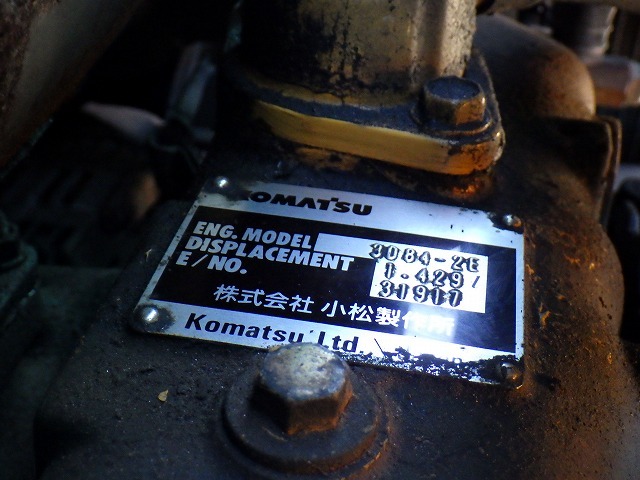 KOMATSU
ENG. MODEL 3D84-2E
DISPLACEMENT 1.429 l
E/NO. 31917
株式会社 小松製作所
Komatsu Ltd.